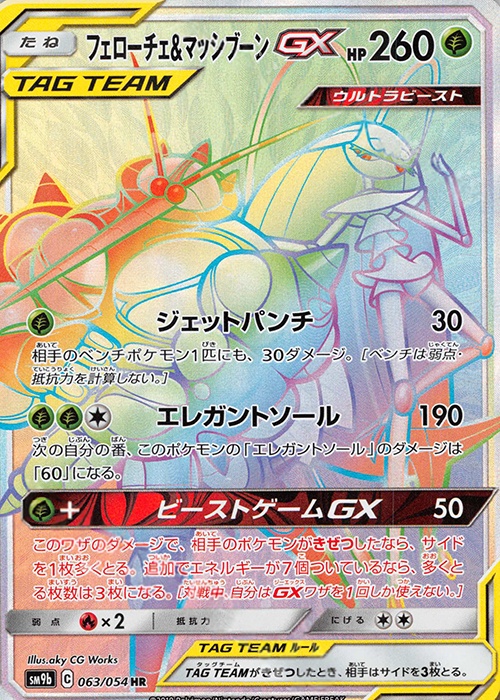 たね フェローチェ&マッシブーンGX HP260
TAG TEAM
ウルトラビースト
ジェットパンチ 30
相手のベンチポケモン1匹にも、30ダメージ。[ベンチは弱点・
抵抗力を計算しない。]
エレガントソール 190
次の自分の番、このポケモンの「エレガントソール」のダメージは
「60」になる。
+ ビーストゲームGX 50
このワザのダメージで、相手のポケモンがきぜつしたなら、サイド
を1枚多くとる。追加でエネルギーが7個ついているなら、多くと
る枚数は3枚になる。[対戦中、自分はGXワザを1回しか使えない。]
弱点 ×2 抵抗力 にげる
Illus.aky CG Works
TAG TEAM ルール
sm9b C 063/054 HR
TAG TEAMがきぜつしたとき、相手はサイドを3枚とる。